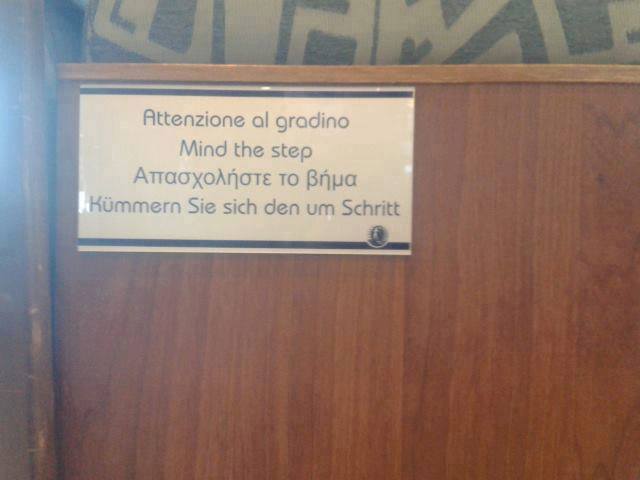 Attenzione al gradino
Mind the step
Απασχολήστε το βήμα
Kümmern Sie sich den um Schritt